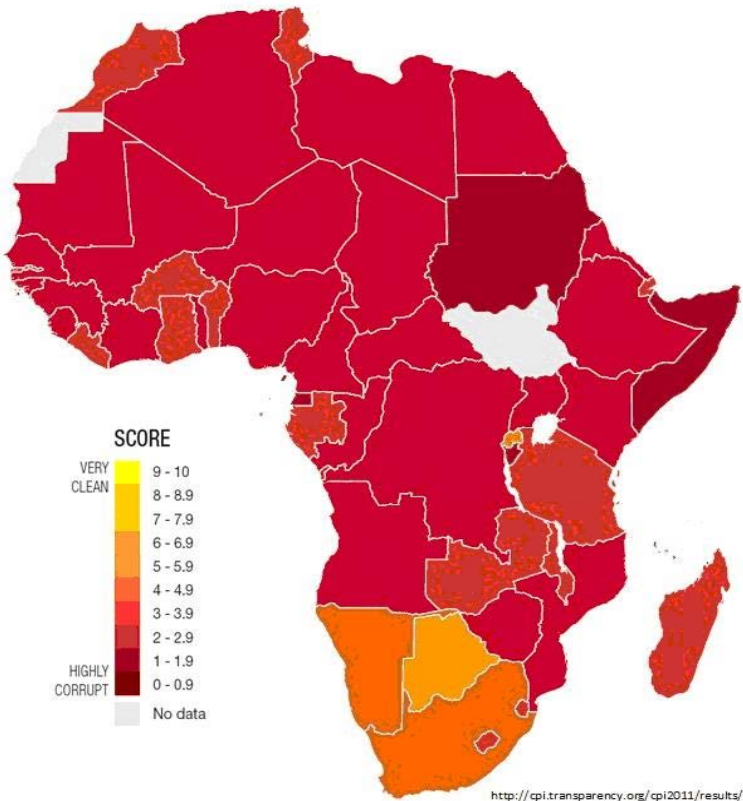 SCORE
VERY
CLEAN
9 - 10
8 - 8.9
7 - 7.9
6 - 6.9
5 - 5.9
4 - 4.9
3 - 3.9
2 - 2.9
1 - 1.9
0 - 0.9
HIGHLY
CORRUPT
No data
http://cpi.transparency.org/cpi2011/results/